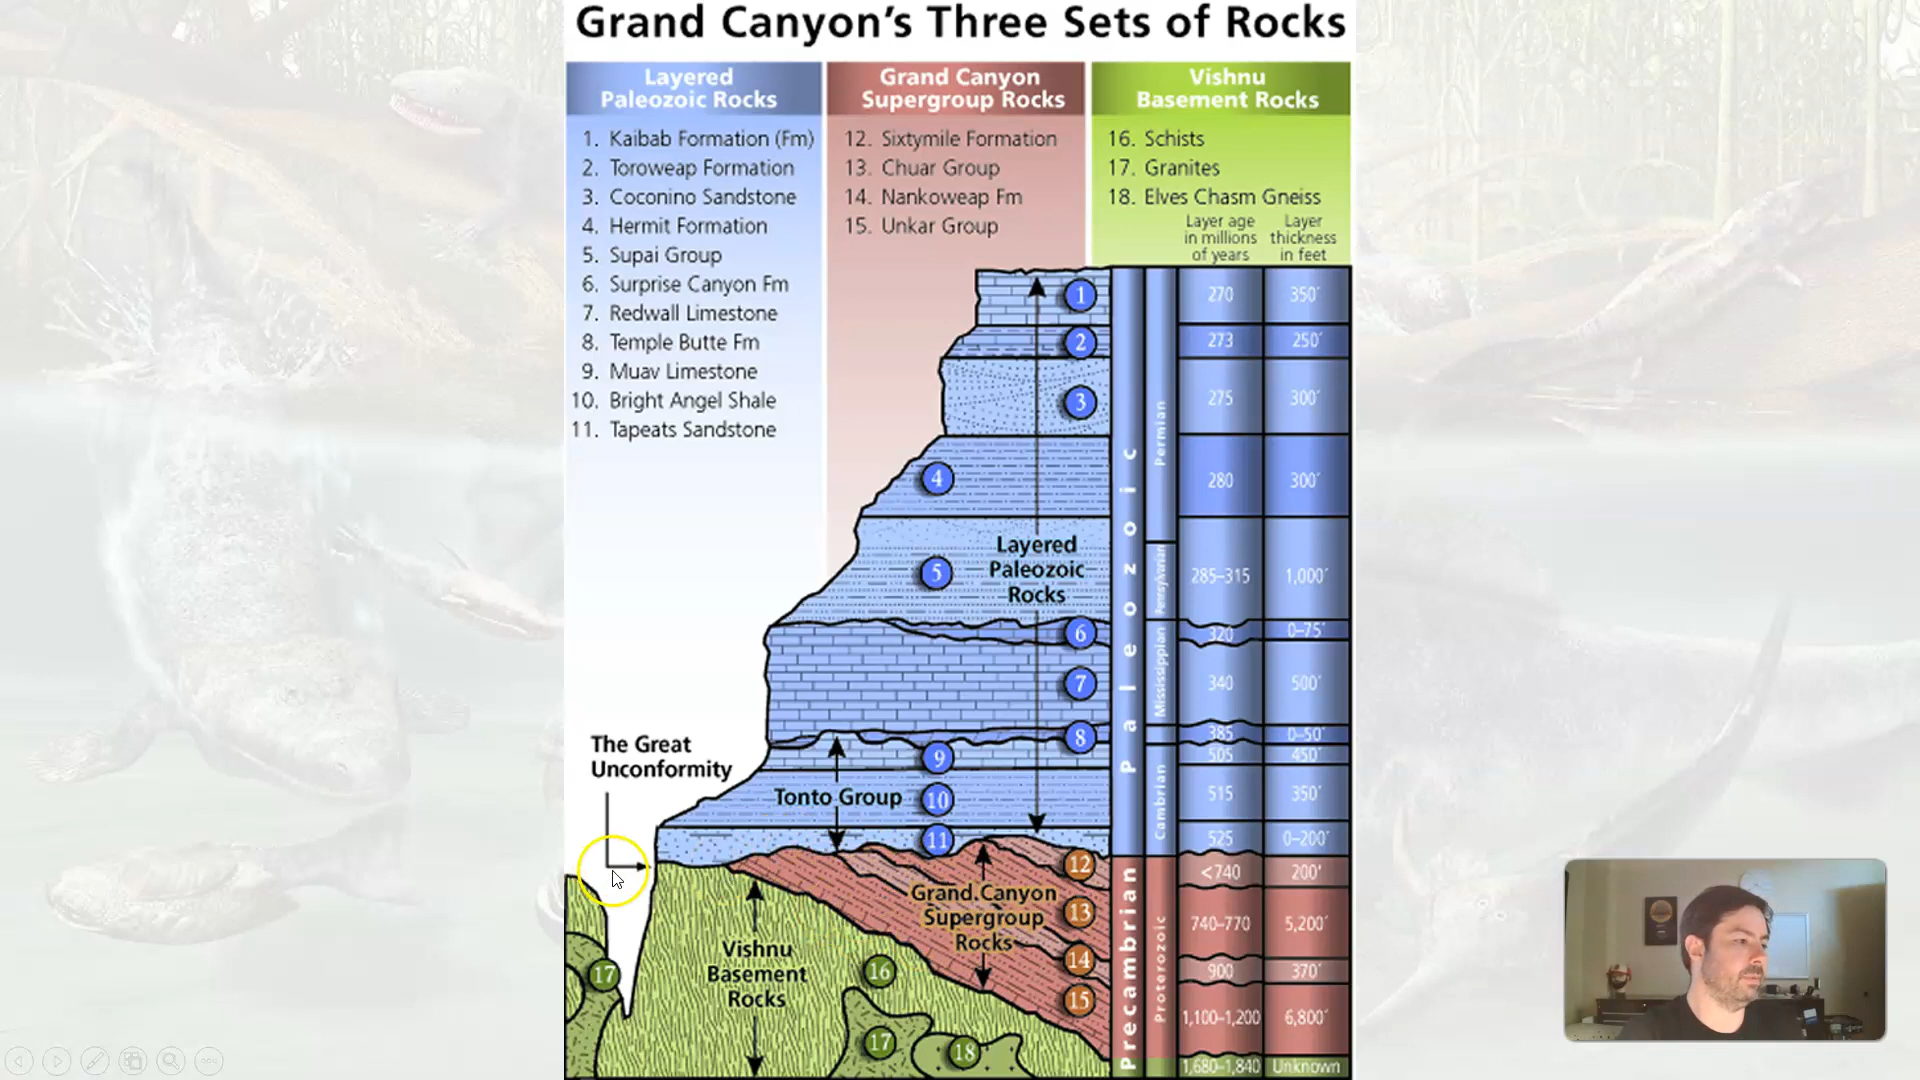 Grand Canyon's Three Sets of Rocks
Layered
Paleozoic Rocks
1. Kaibab Formation (Fm)
2. Toroweap Formation
3. Coconino Sandstone
4. Hermit Formation
5. Supai Group
6. Surprise Canyon Fm
7. Redwall Limestone
8. Temple Butte Fm
9. Muav Limestone
10. Bright Angel Shale
11. Tapeats Sandstone
Grand Canyon
Supergroup Rocks
12. Sixtymile Formation
13. Chuar Group
14. Nankoweap Fm
15. Unkar Group
Vishnu
Basement Rocks
16. Schists
17. Granites
18. Elves Chasm Gneiss
Layer age
in millions
of years
Layer
thickness
in feet
1
270
350′
2
273
250′
3
275
300′
4
280
300′
5
285–315
1,000′
6
320
0–75′
7
340
500′
8
385
0–50′
9
505
450′
10
515
350′
11
525
0–200′
12
<740
200′
13
740–770
5,200′
14
900
370′
15
1,100–1,200
6,800′
1,680–1,840
Unknown
Layered
Paleozoic
Rocks
Tonto Group
The Great
Unconformity
Grand Canyon
Supergroup
Rocks
Vishnu
Basement
Rocks
16
17
17
18
Paleozoic
Precambrian
Permian
Pennsylvanian
Mississippian
Cambrian
Proterozoic